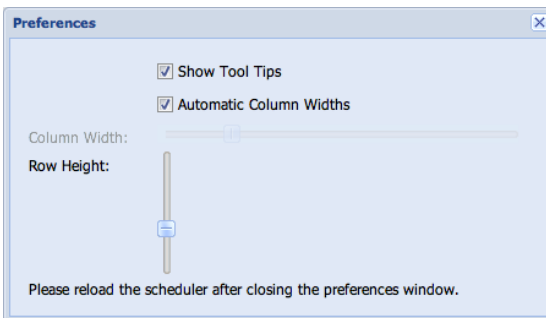 Preferences
Show Tool Tips
Automatic Column Widths
Column Width:
Row Height:
Please reload the scheduler after closing the preferences window.